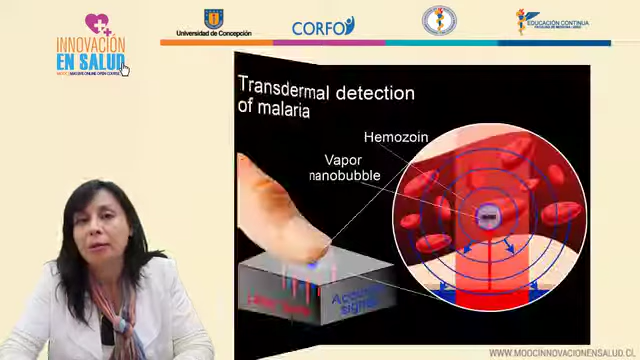 INNOVACIÓN
EN SALUD
Universidad de Concepción
CORFO
EDUCACIÓN CONTINUA
Transdermal detection
of malaria
Hemozoin
Vapor
nanobubble
Acoustic
signal
WWW.MOOCINNOVACIONENSALUD.CL